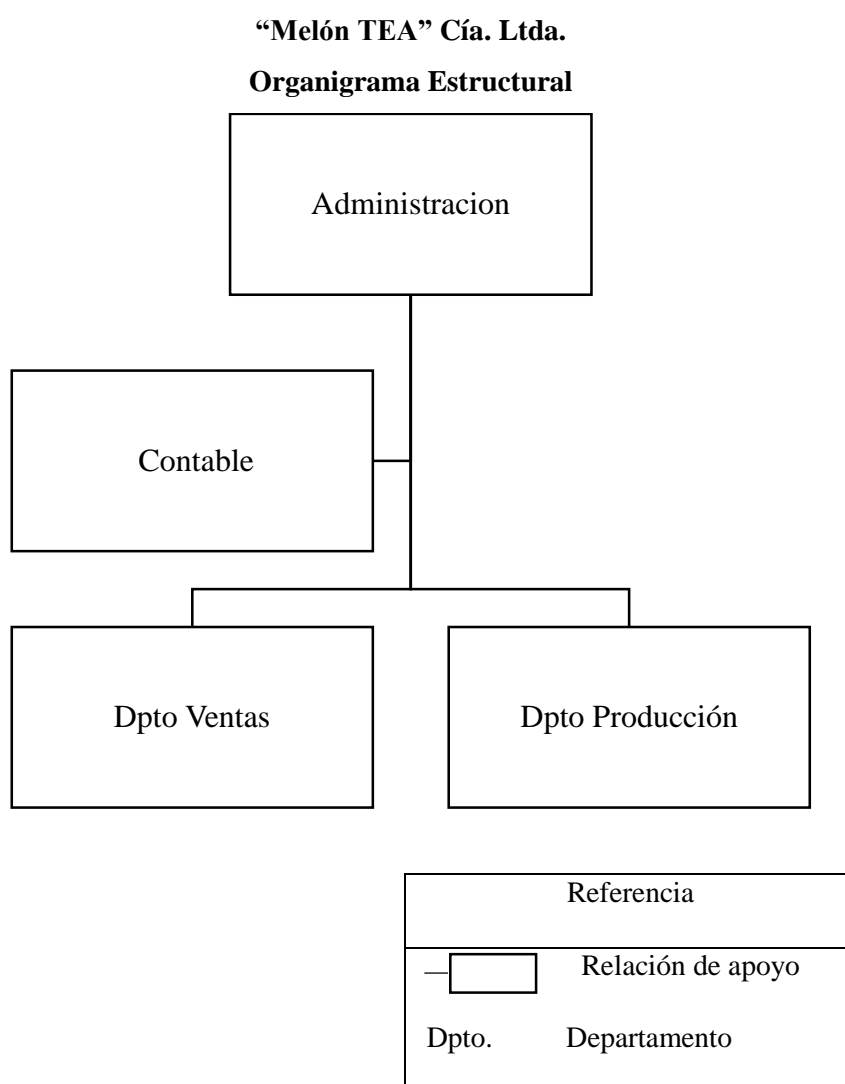 “Melón TEA” Cía. Ltda.
Organigrama Estructural
Administracion
Contable
Dpto Ventas
Dpto Producción
Referencia
Relación de apoyo
Dpto. Departamento